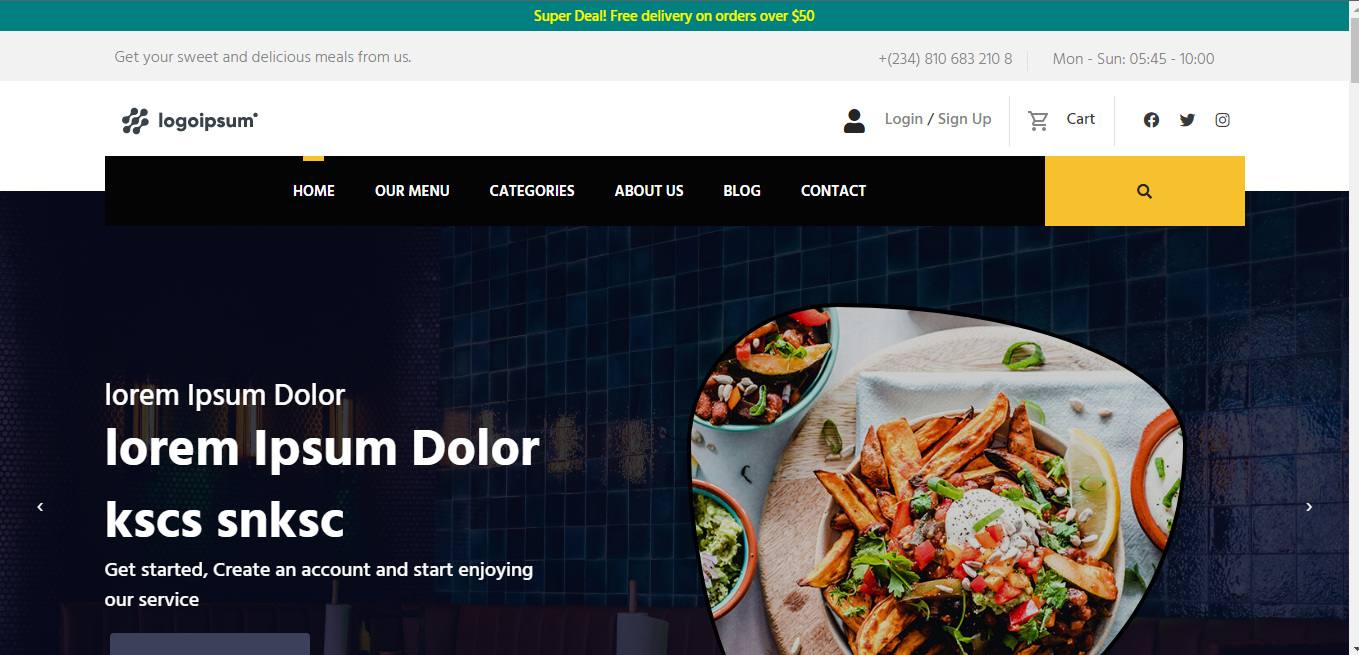 Super Deal! Free delivery on orders over $50
Get your sweet and delicious meals from us.
+(234) 810 683 210 8
Mon - Sun: 05:45 - 10:00
logoipsum
Login / Sign Up
Cart
HOME
OUR MENU
CATEGORIES
ABOUT US
BLOG
CONTACT
lorem Ipsum Dolor
lorem Ipsum Dolor
kscs snksc
Get started, Create an account and start enjoying
our service